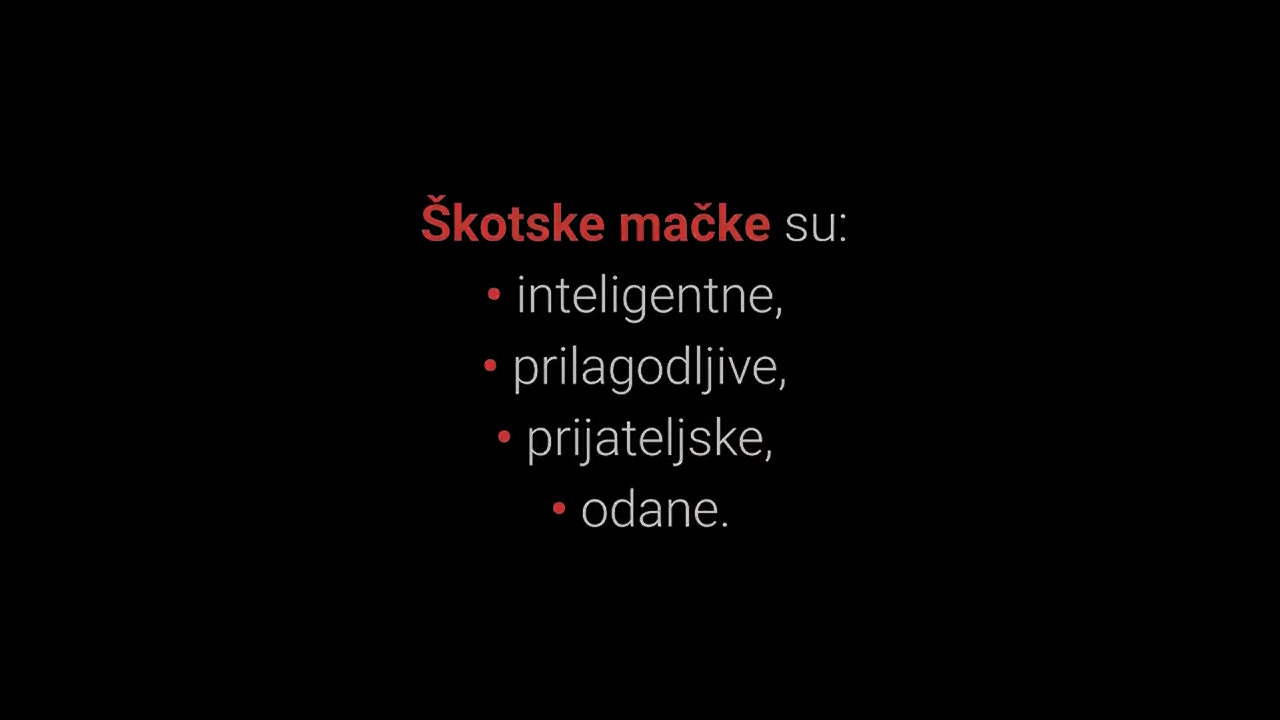 Škotske mačke su:
• inteligentne,
• prilagodljive,
• prijateljske,
• odane.